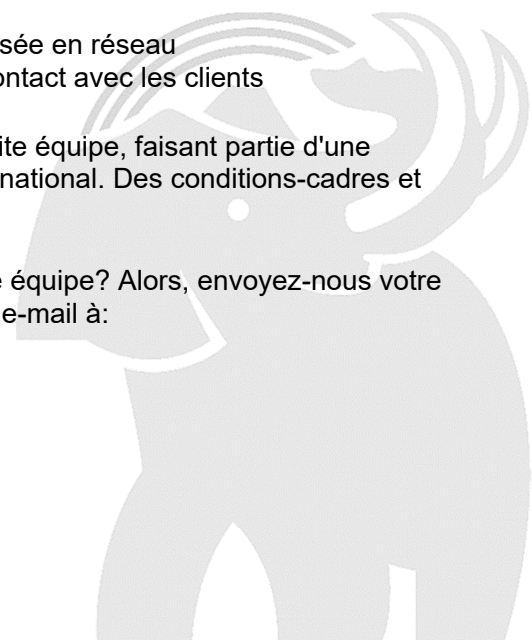 sée en réseau
ontact avec les clients
ite équipe, faisant partie d'une
national. Des conditions-cadres et
e équipe? Alors, envoyez-nous votre
e-mail à: